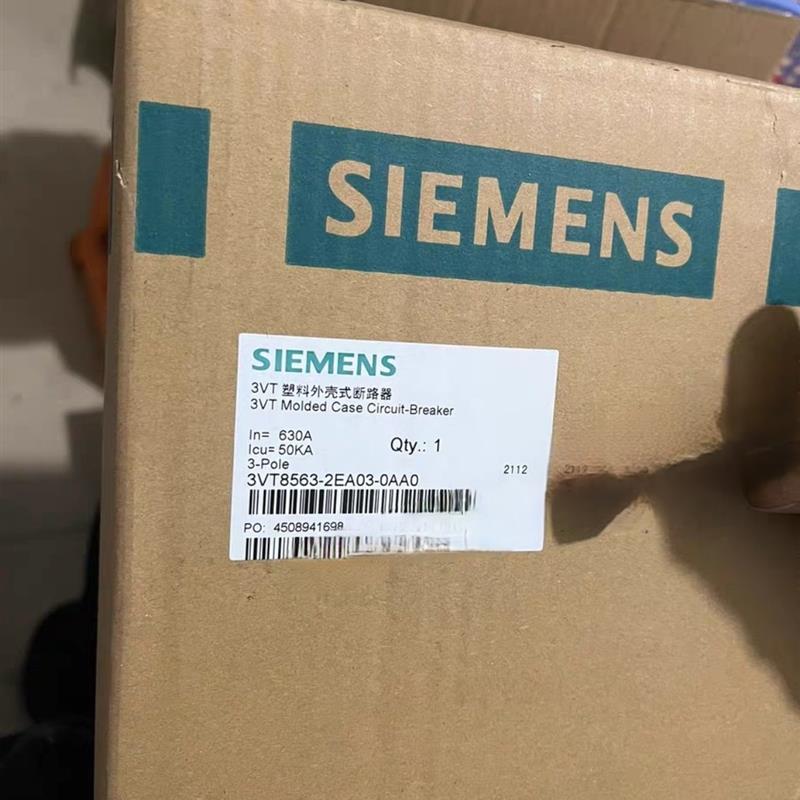 SIEMENS
SIEMENS
3VT 塑料外壳式断路器
3VT Molded Case Circuit-Breaker
In= 630A
Icu= 50KA
Qty.: 1
3-Pole
2112
3VT8563-2EA03-0AA0
PO: 4508941698